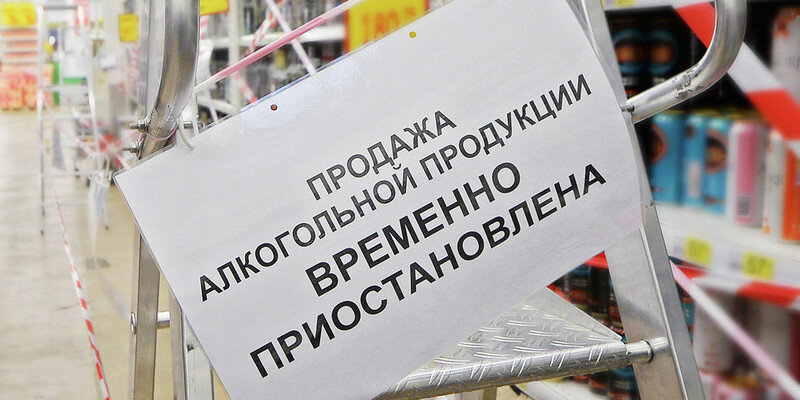 ПРОДАЖА
АЛКОГОЛЬНОЙ ПРОДУКЦИИ
ВРЕМЕННО
ПРИОСТАНОВЛЕНА